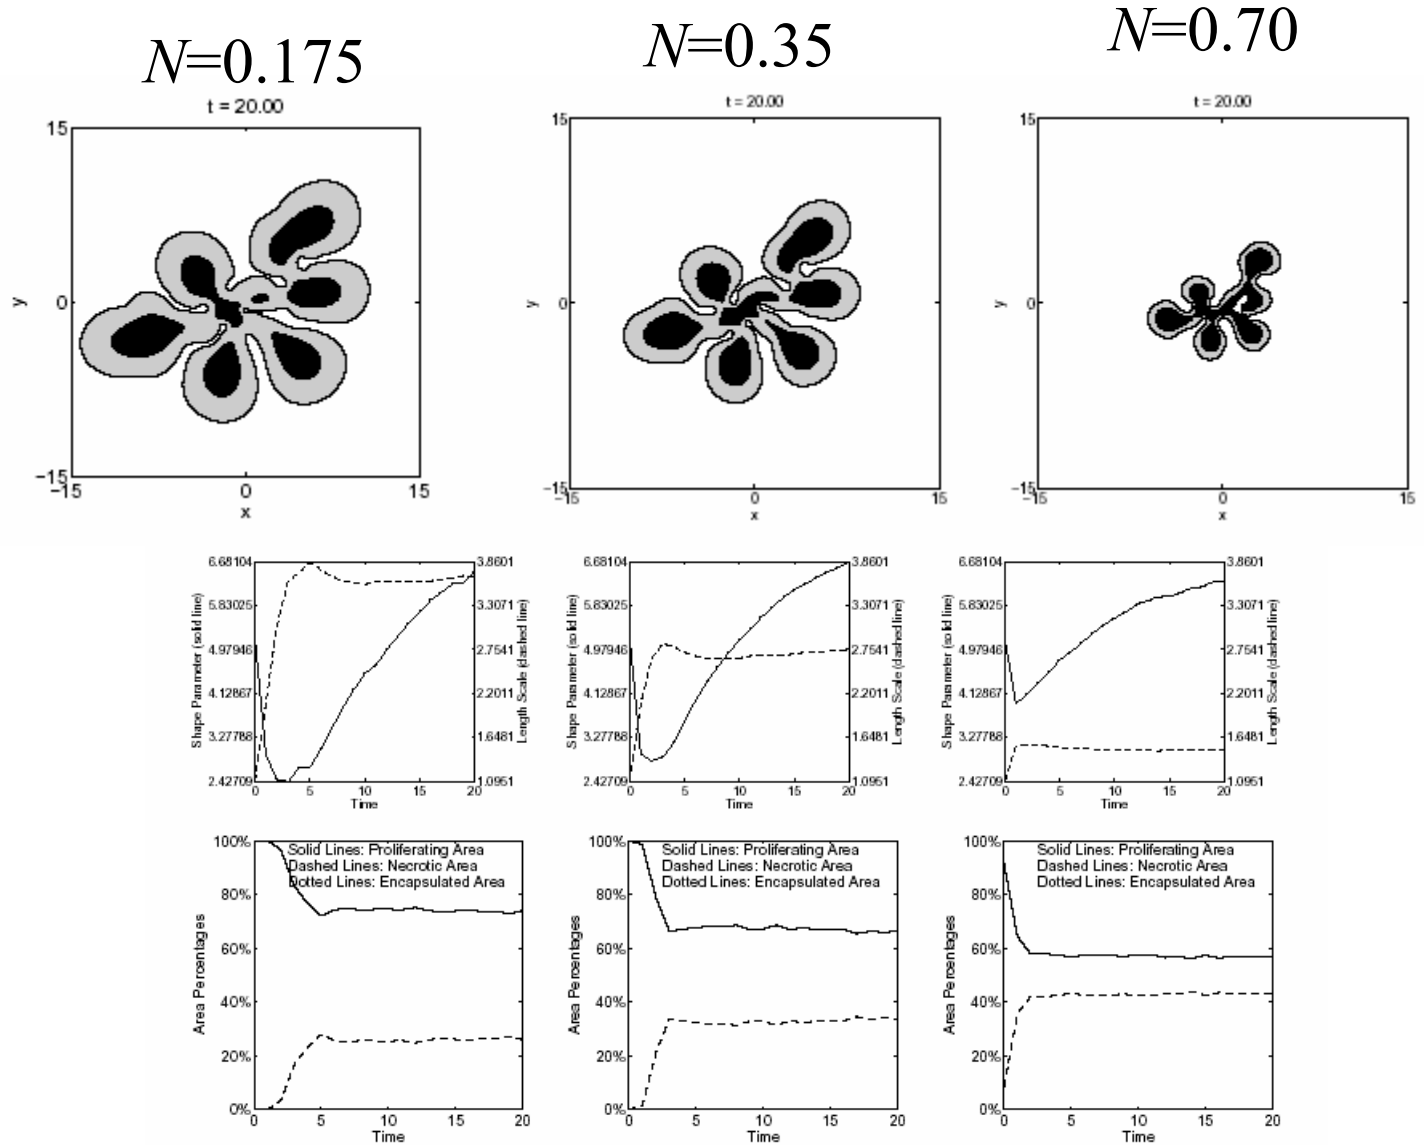 N=0.175
N=0.35
N=0.70
t = 20.00
t = 20.00
t = 20.00
15
y
0
−15
−15
0
15
x
15
y
0
−15
−15
0
15
x
15
y
0
−15
−15
0
15
x
Shape Parameter (solid line)
6.68104
5.83025
4.97946
4.12867
3.27788
2.42709
3.8601
3.3071
2.7541
2.2011
1.6481
1.0951
Length Scale (dashed line)
0 5 10 15 20
Time
Shape Parameter (solid line)
6.68104
5.83025
4.97946
4.12867
3.27788
2.42709
3.8601
3.3071
2.7541
2.2011
1.6481
1.0951
Length Scale (dashed line)
0 5 10 15 20
Time
Shape Parameter (solid line)
6.68104
5.83025
4.97946
4.12867
3.27788
2.42709
3.8601
3.3071
2.7541
2.2011
1.6481
1.0951
Length Scale (dashed line)
0 5 10 15 20
Time
Area Percentages
100%
80%
60%
40%
20%
0%
Solid Lines: Proliferating Area
Dashed Lines: Necrotic Area
Dotted Lines: Encapsulated Area
0 5 10 15 20
Time
Area Percentages
100%
80%
60%
40%
20%
0%
Solid Lines: Proliferating Area
Dashed Lines: Necrotic Area
Dotted Lines: Encapsulated Area
0 5 10 15 20
Time
Area Percentages
100%
80%
60%
40%
20%
0%
Solid Lines: Proliferating Area
Dashed Lines: Necrotic Area
Dotted Lines: Encapsulated Area
0 5 10 15 20
Time